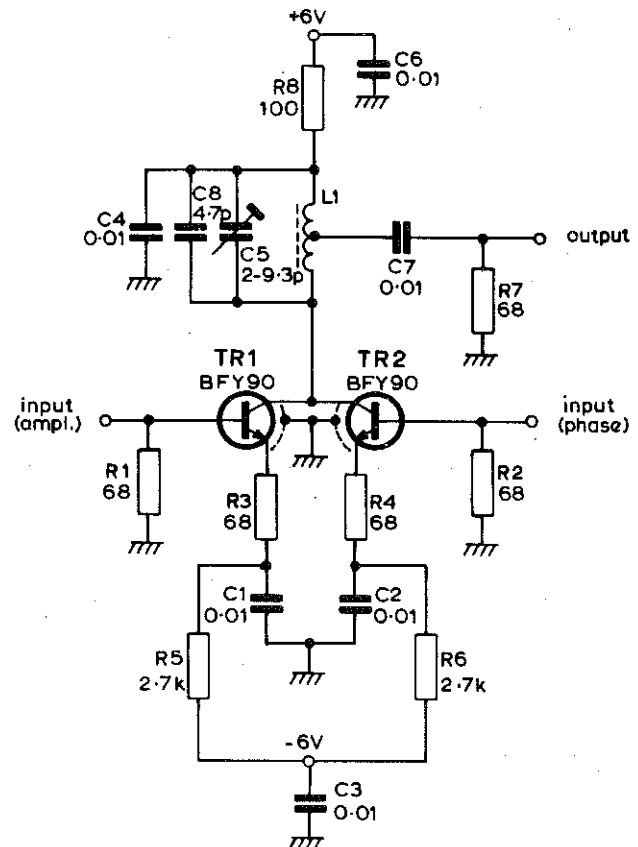 +6V
C6
0·01
R8
100
C8
4·7p
L1
C4
0·01
C5
2-9·3p
C7
0·01
output
R7
68
TR1
BFY90
TR2
BFY90
input
(ampl.)
input
(phase)
R1
68
R3
68
R4
68
R2
68
C1
0·01
C2
0·01
R5
2·7k
R6
2·7k
-6V
C3
0·01